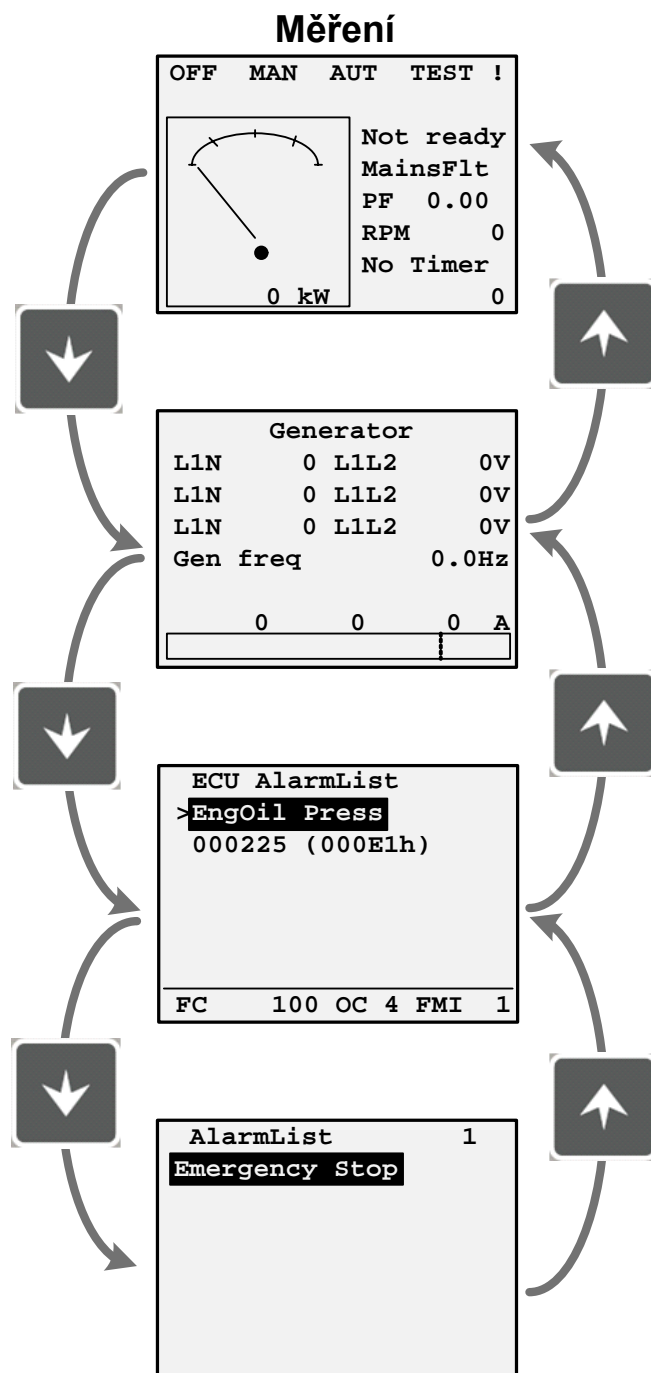 Měření
OFF MAN AUT TEST !
Not ready
MainsFlt
PF 0.00
RPM 0
No Timer
0 kW 0
Generator
L1N 0 L1L2 0V
L1N 0 L1L2 0V
L1N 0 L1L2 0V
Gen freq 0.0Hz
0 0 0 A
ECU AlarmList
>EngOil Press
000225 (000E1h)
FC 100 OC 4 FMI 1
AlarmList 1
Emergency Stop